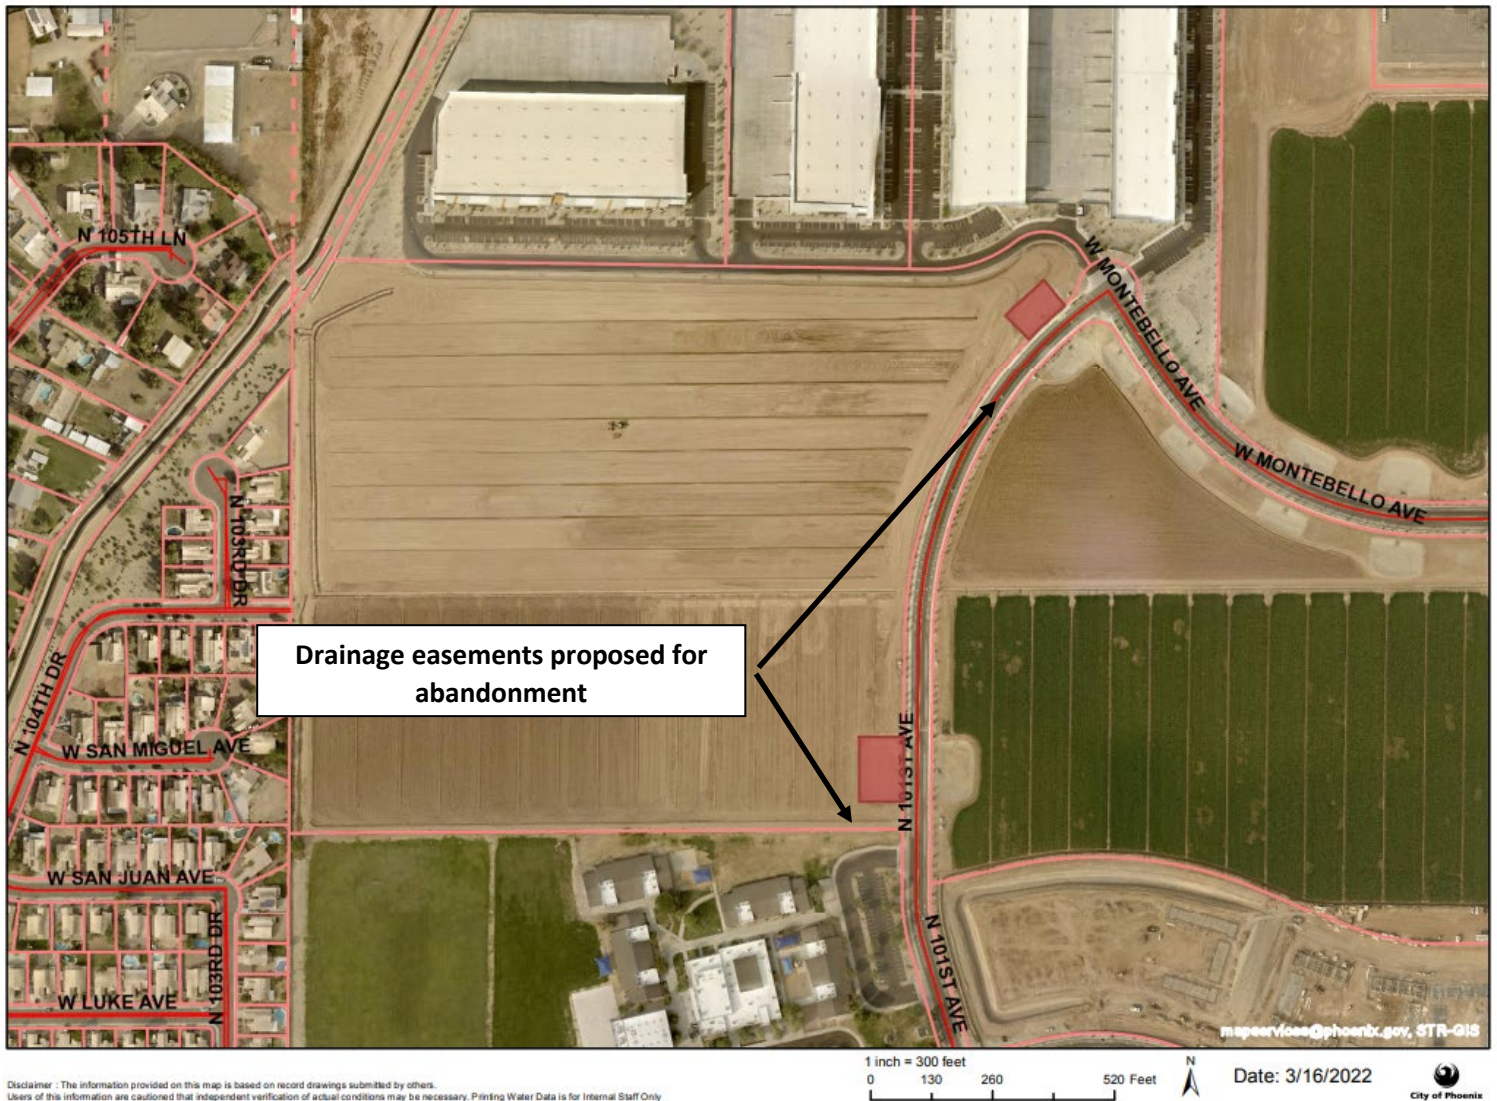 N 105TH LN
W MONTEBELLO AVE
W MONTEBELLO AVE
N 103RD DR
Drainage easements proposed for
abandonment
N 104TH DR
W SAN MIGUEL AVE
N 101ST AVE
W SAN JUAN AVE
N 103RD DR
N 101ST AVE
W LUKE AVE
mapservices@phoenix.gov, STR-GIS
1 inch = 300 feet
0 130 260 520 Feet
N
Date: 3/16/2022
City of Phoenix
Disclaimer : The information provided on this map is based on record drawings submitted by others.
Users of this information are cautioned that independent verification of actual conditions may be necessary. Printing Water Data is for Internal Staff Only